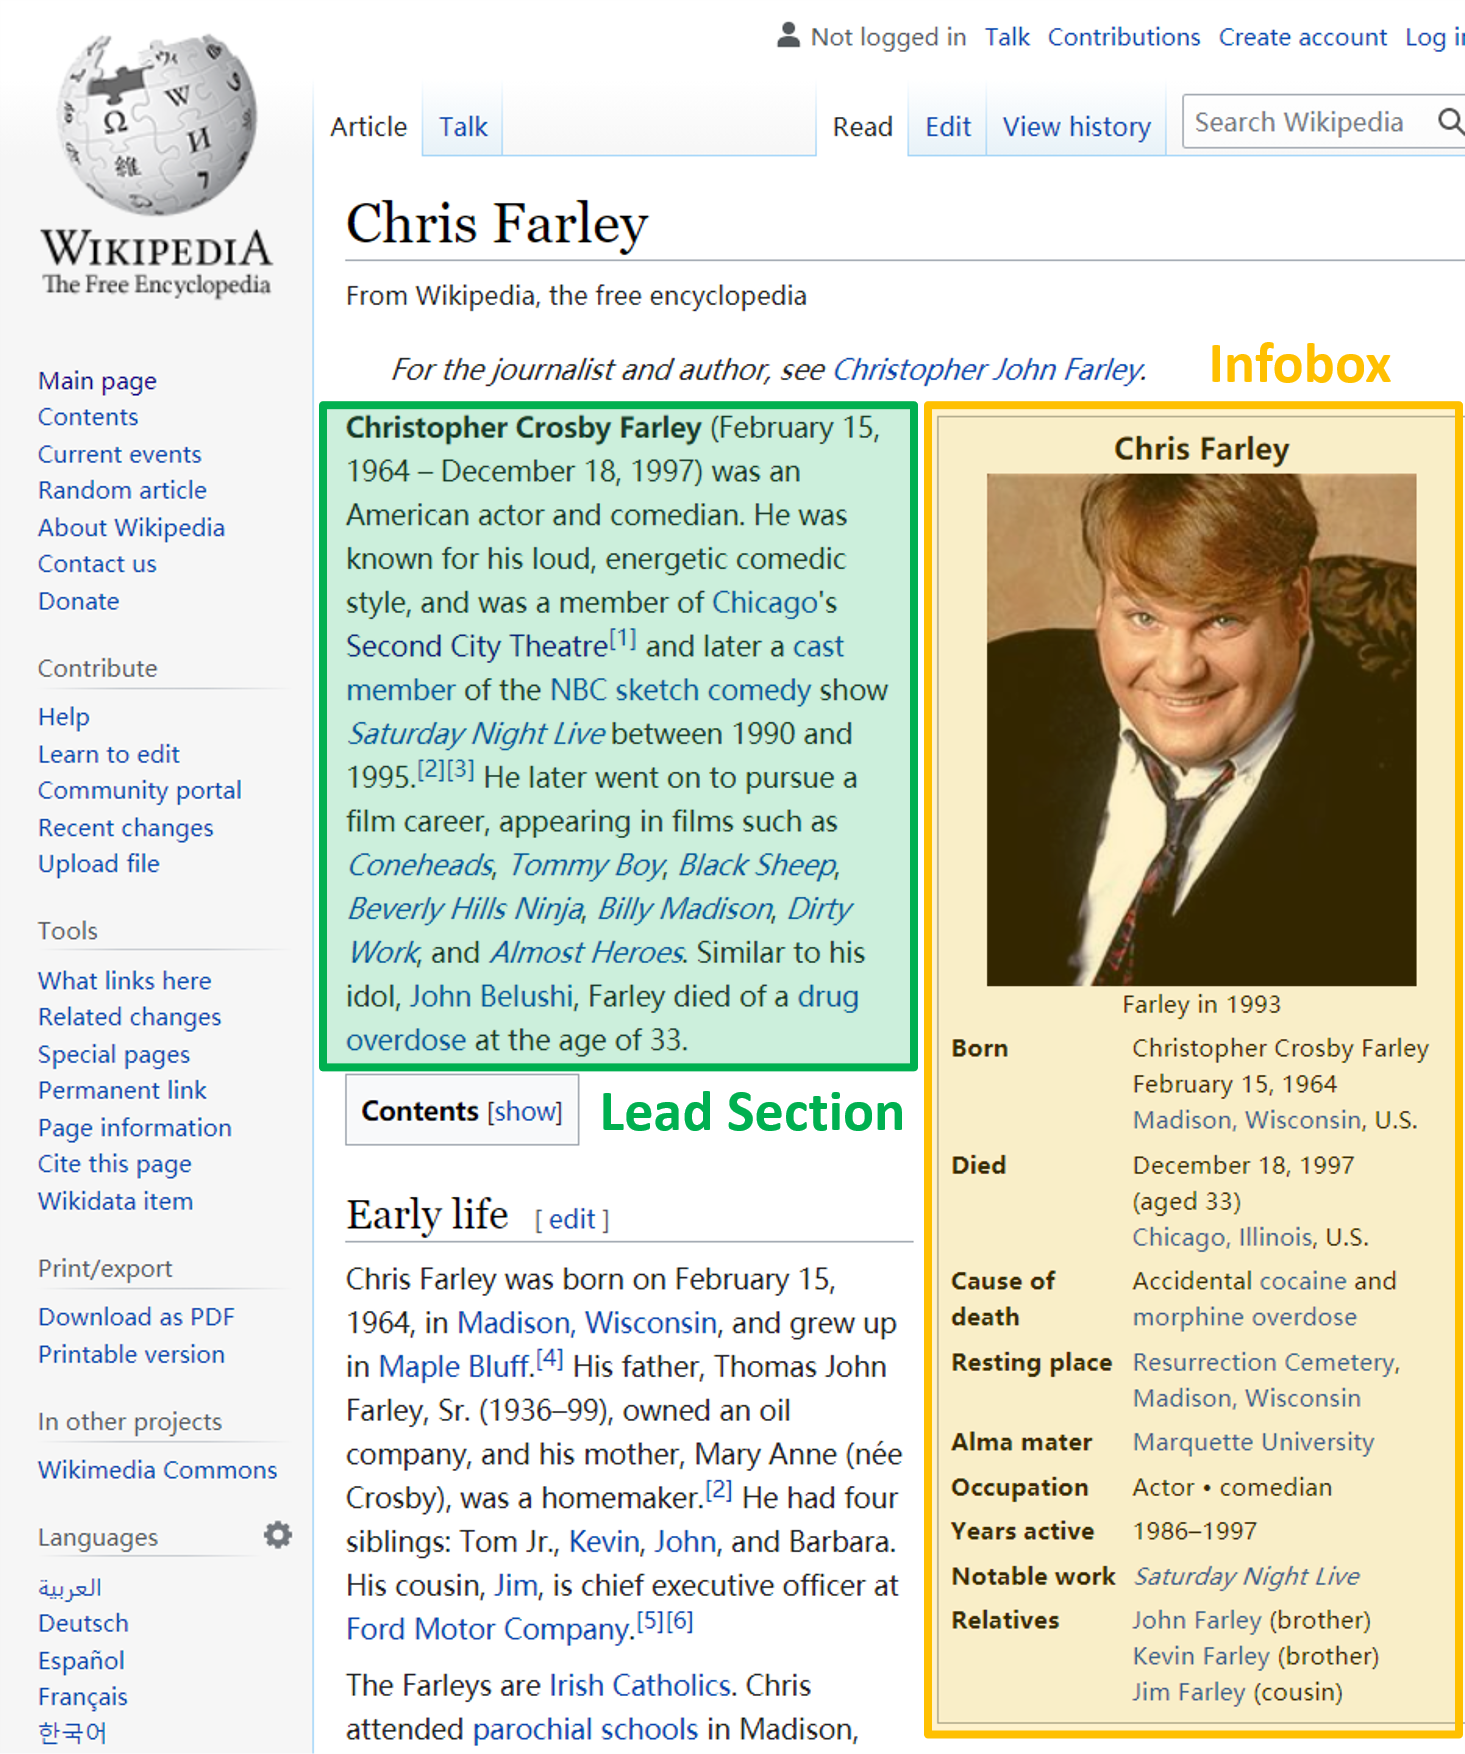 Not logged in Talk Contributions Create account Log in
Article Talk Read Edit View history Search Wikipedia
WIKIPEDIA
The Free Encyclopedia
Main page
Contents
Current events
Random article
About Wikipedia
Contact us
Donate
Contribute
Help
Learn to edit
Community portal
Recent changes
Upload file
Tools
What links here
Related changes
Special pages
Permanent link
Page information
Cite this page
Wikidata item
Print/export
Download as PDF
Printable version
In other projects
Wikimedia Commons
Languages
العربية
Deutsch
Español
Français
한국어
Chris Farley
From Wikipedia, the free encyclopedia
For the journalist and author, see Christopher John Farley.
Christopher Crosby Farley (February 15,
1964 – December 18, 1997) was an
American actor and comedian. He was
known for his loud, energetic comedic
style, and was a member of Chicago's
Second City Theatre[1] and later a cast
member of the NBC sketch comedy show
Saturday Night Live between 1990 and
1995.[2][3] He later went on to pursue a
film career, appearing in films such as
Coneheads, Tommy Boy, Black Sheep,
Beverly Hills Ninja, Billy Madison, Dirty
Work, and Almost Heroes. Similar to his
idol, John Belushi, Farley died of a drug
overdose at the age of 33.
Contents [show]
Lead Section
Early life [ edit ]
Chris Farley was born on February 15,
1964, in Madison, Wisconsin, and grew up
in Maple Bluff.[4] His father, Thomas John
Farley, Sr. (1936–99), owned an oil
company, and his mother, Mary Anne (née
Crosby), was a homemaker.[2] He had four
siblings: Tom Jr., Kevin, John, and Barbara.
His cousin, Jim, is chief executive officer at
Ford Motor Company.[5][6]
The Farleys are Irish Catholics. Chris
attended parochial schools in Madison,
Infobox
Chris Farley
Farley in 1993
Born Christopher Crosby Farley
February 15, 1964
Madison, Wisconsin, U.S.
Died December 18, 1997
(aged 33)
Chicago, Illinois, U.S.
Cause of Accidental cocaine and
death morphine overdose
Resting place Resurrection Cemetery,
Madison, Wisconsin
Alma mater Marquette University
Occupation Actor • comedian
Years active 1986–1997
Notable work Saturday Night Live
Relatives John Farley (brother)
Kevin Farley (brother)
Jim Farley (cousin)